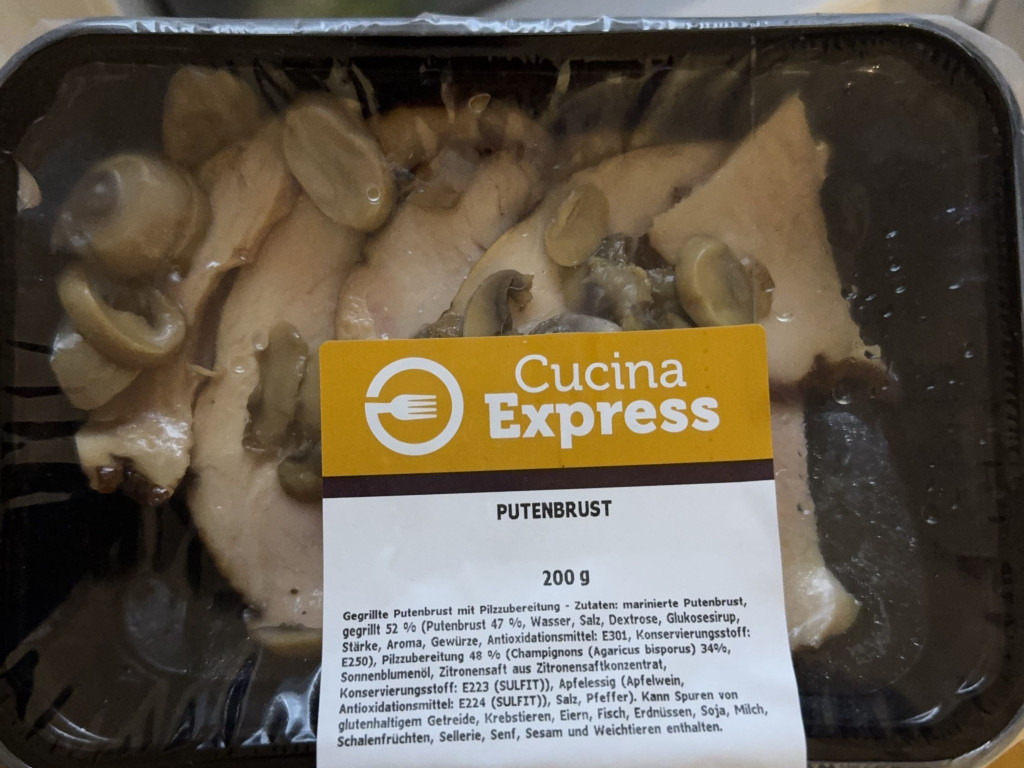 Cucina
Express
PUTENBRUST
200 g
Gegrillte Putenbrust mit Pilzzubereitung - Zutaten: marinierte Putenbrust,
gegrillt 52 % (Putenbrust 47 %, Wasser, Salz, Dextrose, Glukosesirup,
Stärke, Aroma, Gewürze, Antioxidationsmittel: E301, Konservierungsstoff:
E250), Pilzzubereitung 48 % (Champignons (Agaricus bisporus) 34%,
Sonnenblumenöl, Zitronensaft aus Zitronensaftkonzentrat,
Konservierungsstoff: E223 (SULFIT)), Apfelessig (Apfelwein,
Antioxidationsmittel: E224 (SULFIT)), Salz, Pfeffer). Kann Spuren von
glutenhaltigem Getreide, Krebstieren, Eiern, Fisch, Erdnüssen, Soja, Milch,
Schalenfrüchten, Sellerie, Senf, Sesam und Weichtieren enthalten.